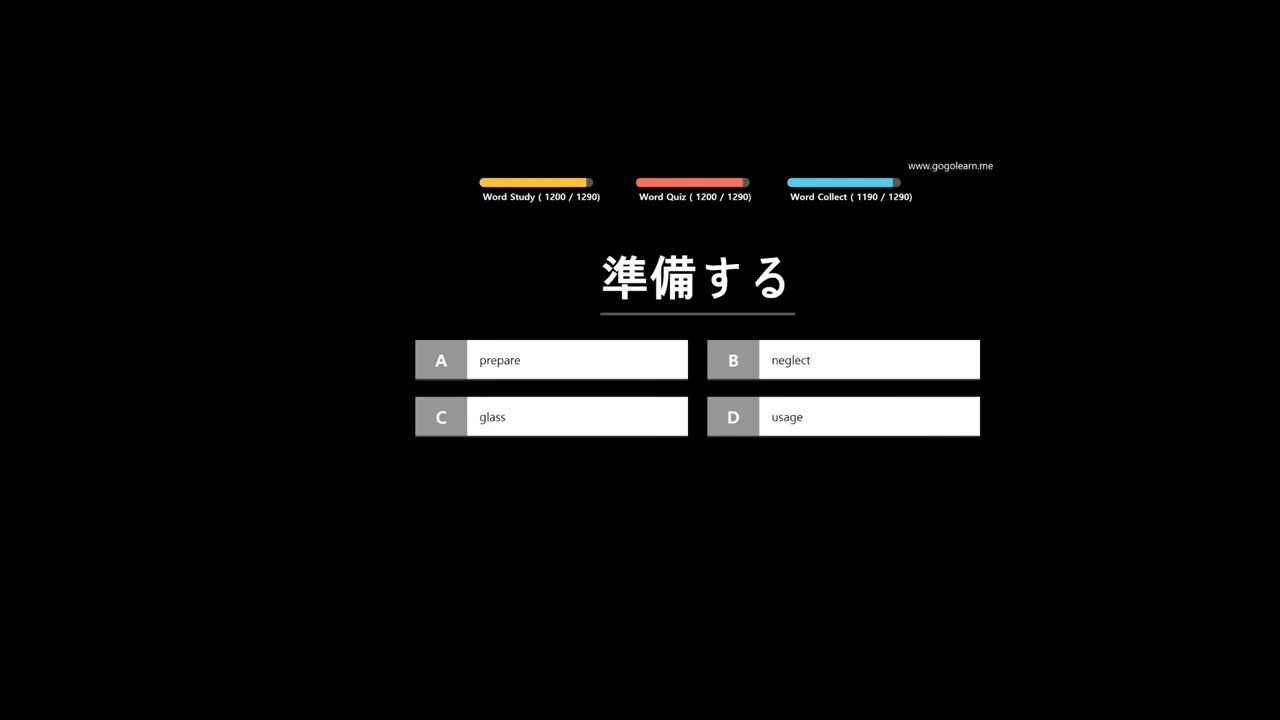 www.gogolearn.me
Word Study ( 1200 / 1290)
Word Quiz ( 1200 / 1290)
Word Collect ( 1190 / 1290)
準備する
A prepare
B neglect
C glass
D usage